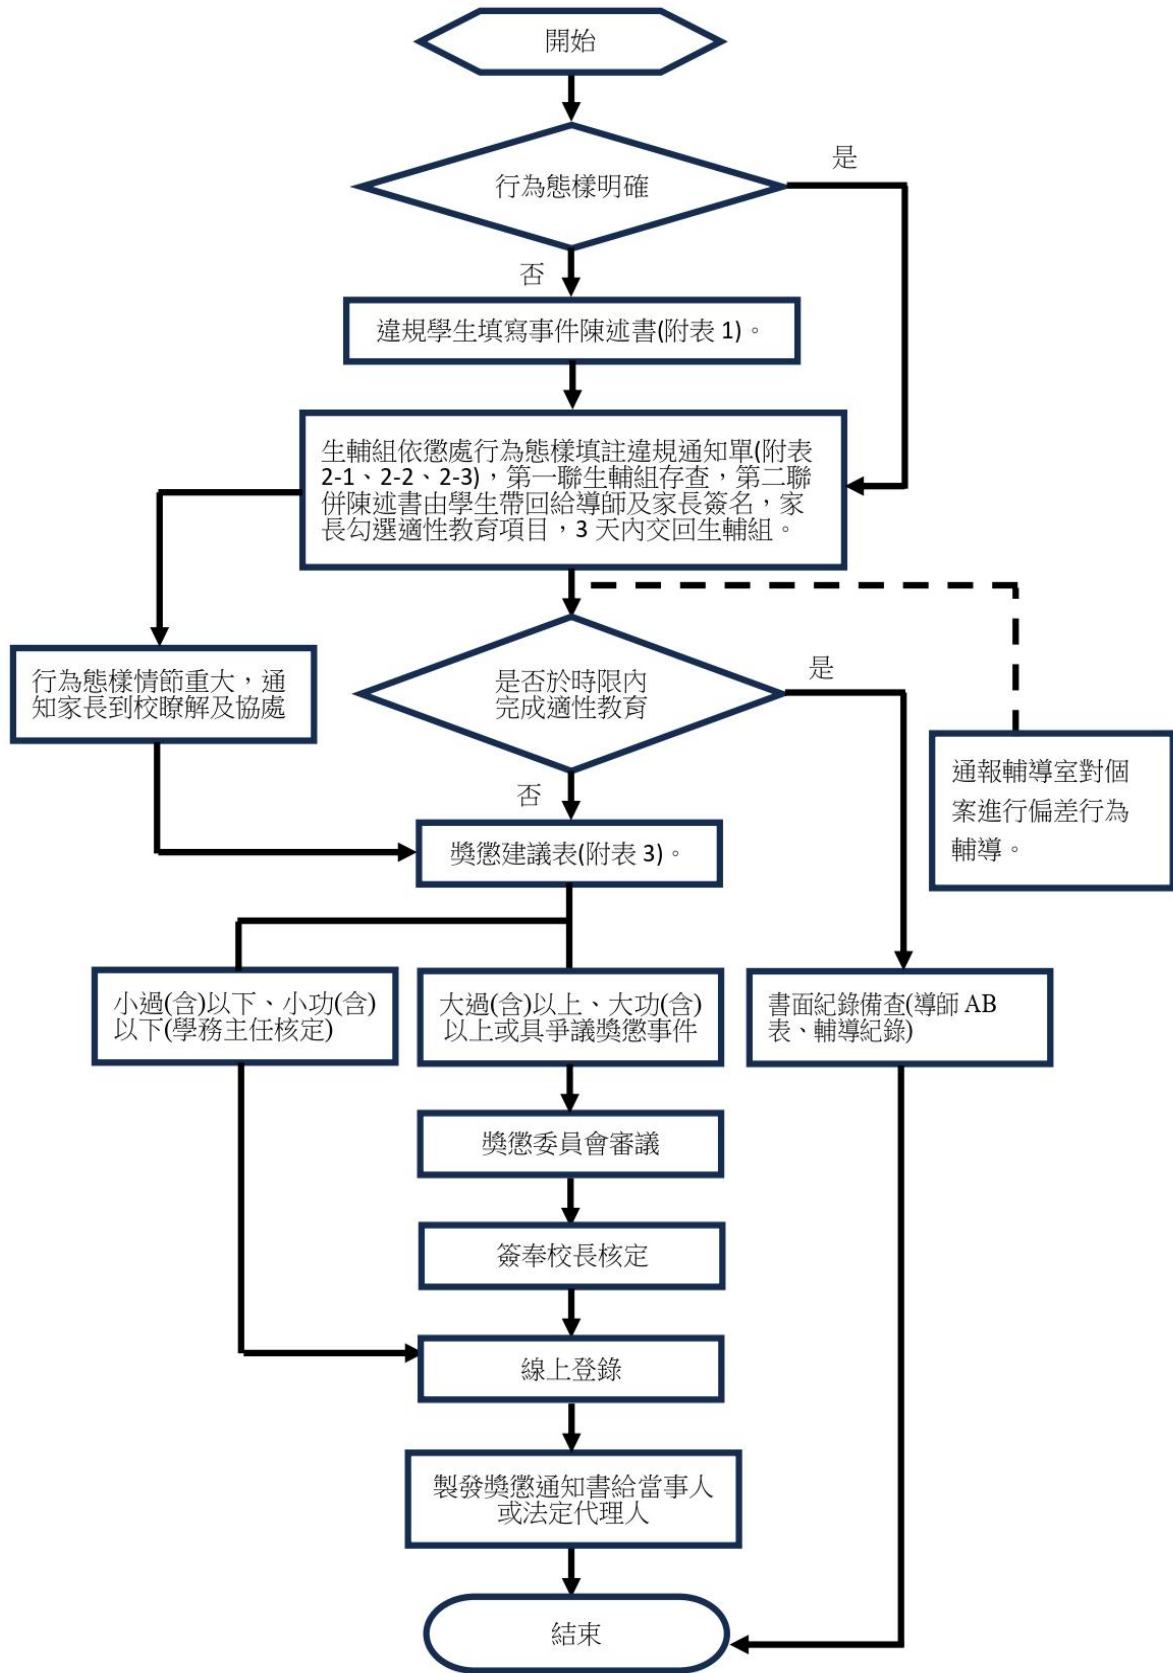 開始
行為態樣明確
是
否
違規學生填寫事件陳述書(附表 1)。
生輔組依懲處行為態樣填註違規通知單(附表
2-1、2-2、2-3),第一聯生輔組存查,第二聯
併陳述書由學生帶回給導師及家長簽名,家
長勾選適性教育項目,3 天內交回生輔組。
行為態樣情節重大,通
知家長到校瞭解及協處
是否於時限內
完成適性教育
是
否
通報輔導室對個
案進行偏差行為
輔導。
獎懲建議表(附表 3)。
小過(含)以下、小功(含)
以下(學務主任核定)
大過(含)以上、大功(含)
以上或具爭議獎懲事件
書面紀錄備查(導師 AB
表、輔導紀錄)
獎懲委員會審議
簽奉校長核定
線上登錄
製發獎懲通知書給當事人
或法定代理人
結束